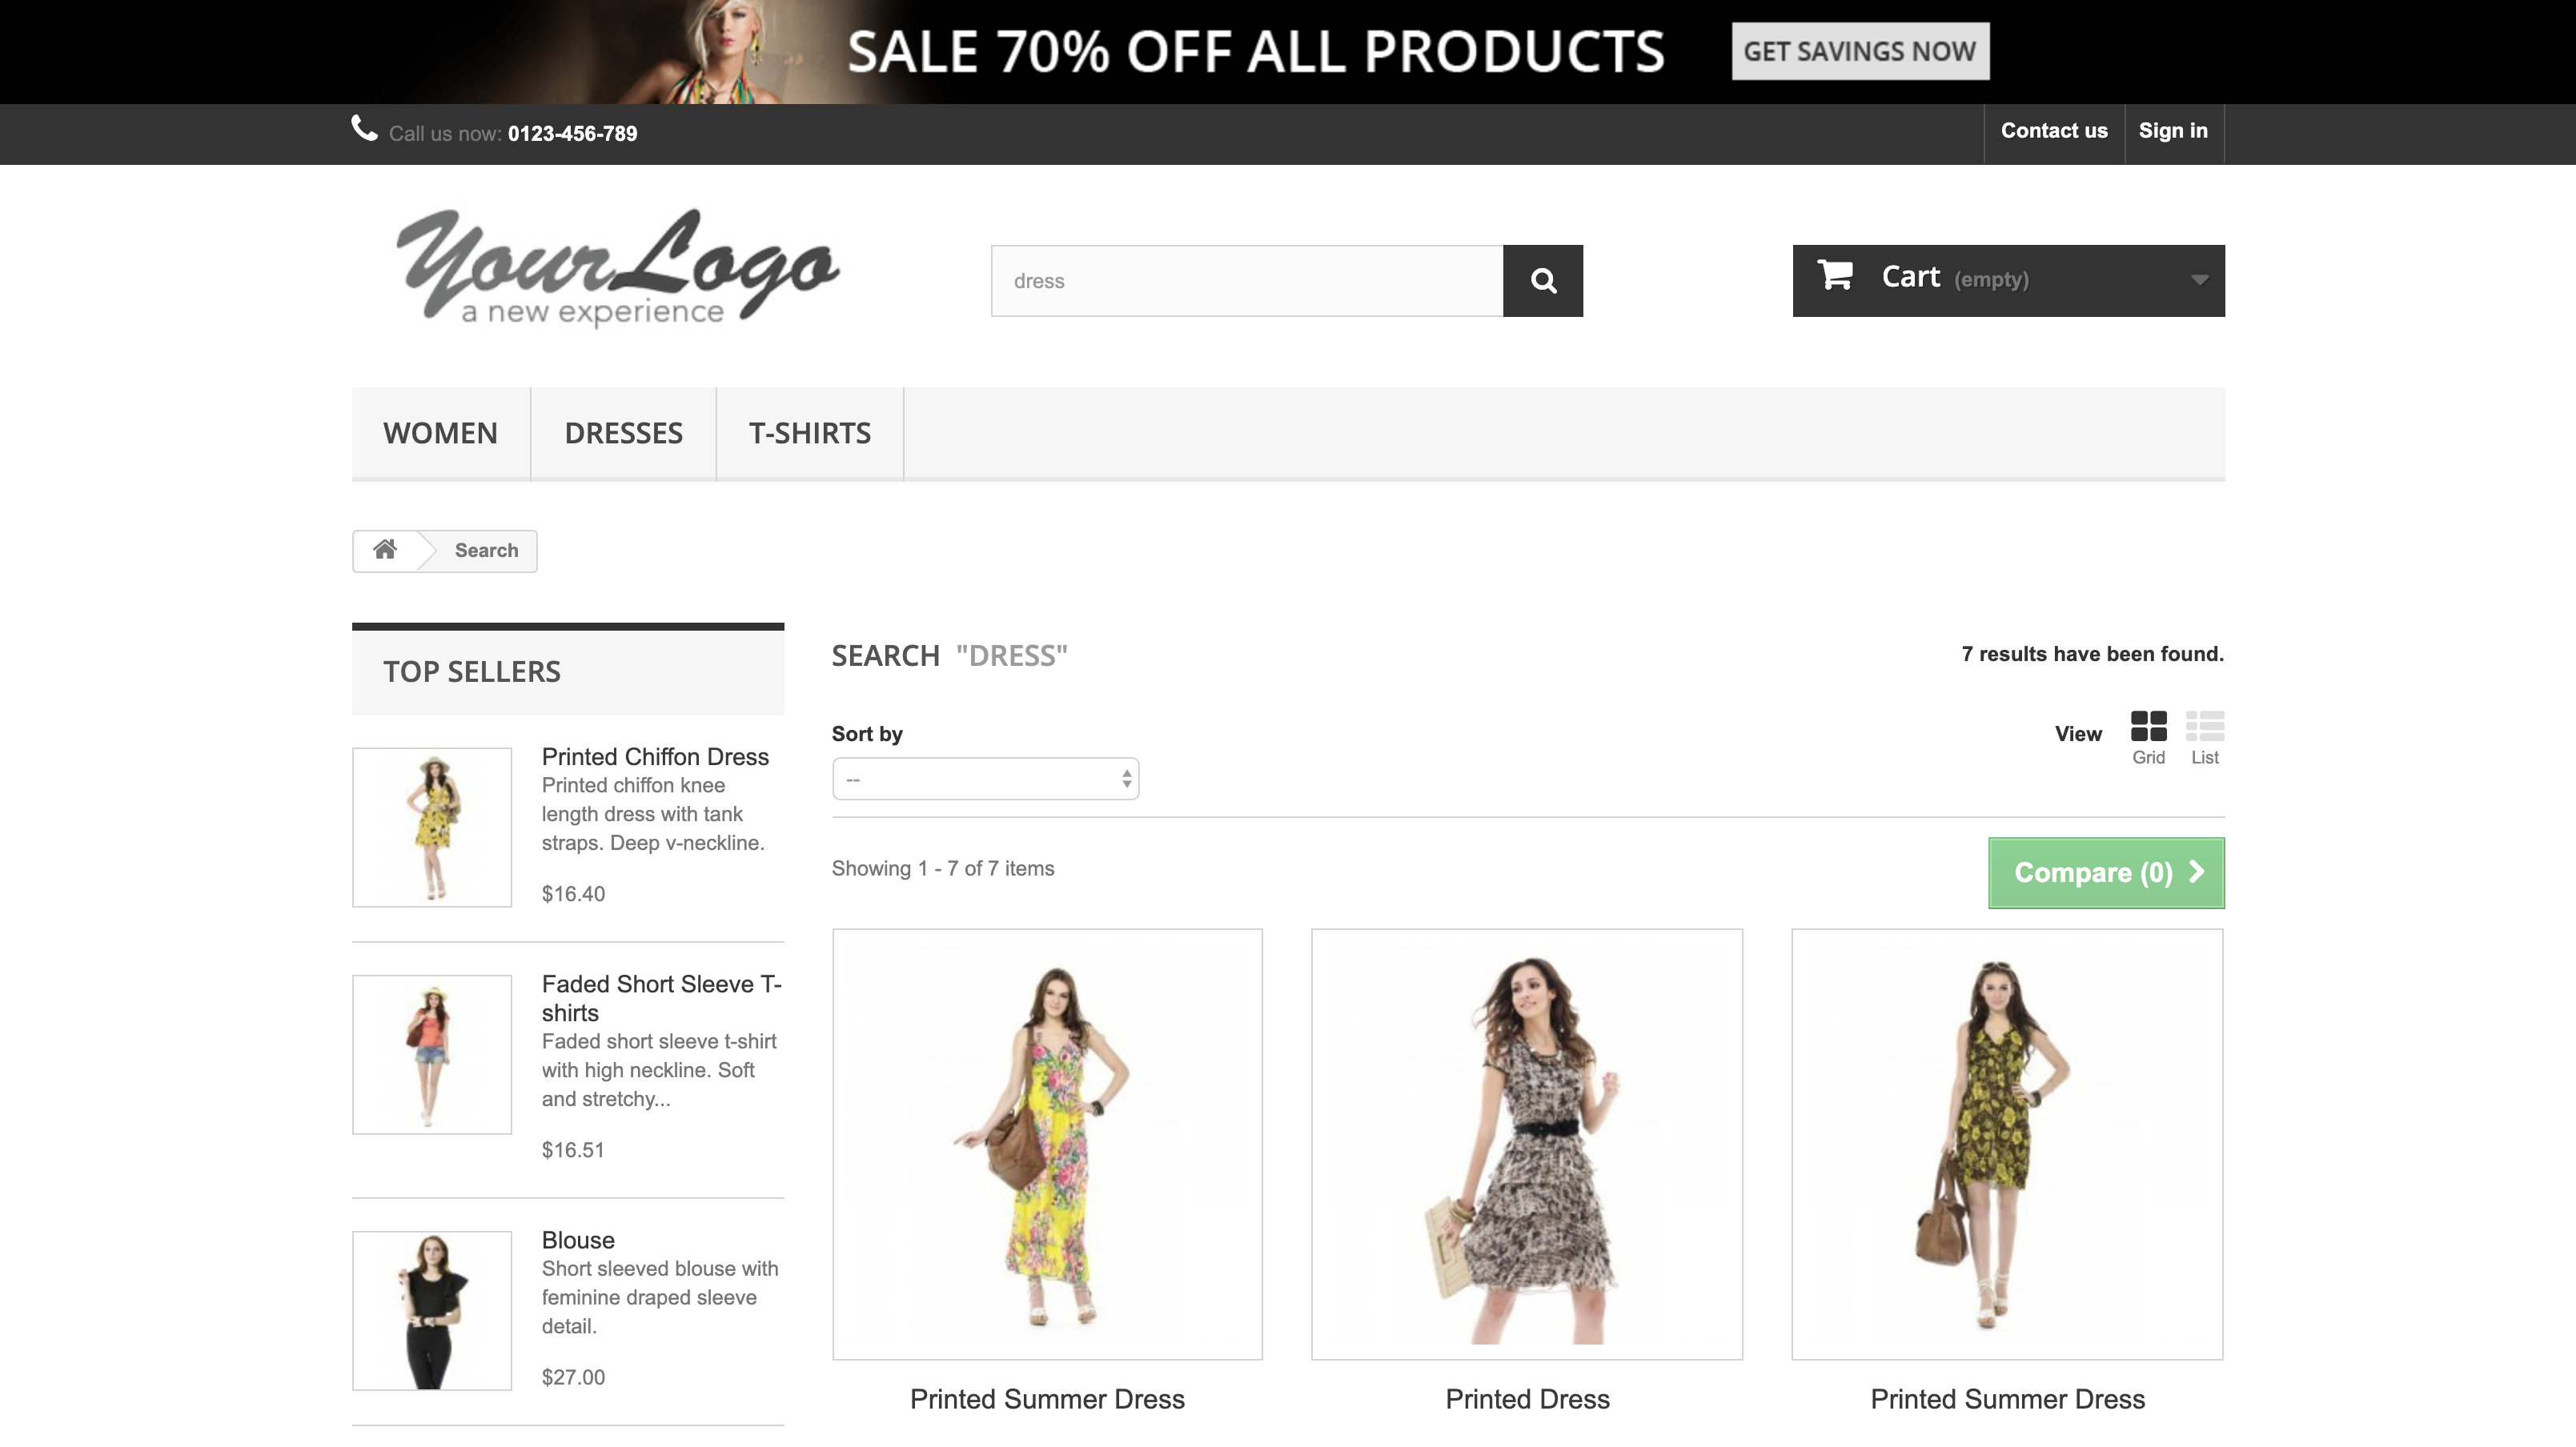 SALE 70% OFF ALL PRODUCTS
GET SAVINGS NOW
Call us now: 0123-456-789
Contact us
Sign in
Your Logo
a new experience
dress
Cart (empty)
WOMEN
DRESSES
T-SHIRTS
Search
TOP SELLERS
Printed Chiffon Dress
Printed chiffon knee
length dress with tank
straps. Deep v-neckline.
$16.40
Faded Short Sleeve T-
shirts
Faded short sleeve t-shirt
with high neckline. Soft
and stretchy...
$16.51
Blouse
Short sleeved blouse with
feminine draped sleeve
detail.
$27.00
SEARCH "DRESS"
7 results have been found.
Sort by
--
View
Grid
List
Showing 1 - 7 of 7 items
Compare (0)
Printed Summer Dress
Printed Dress
Printed Summer Dress